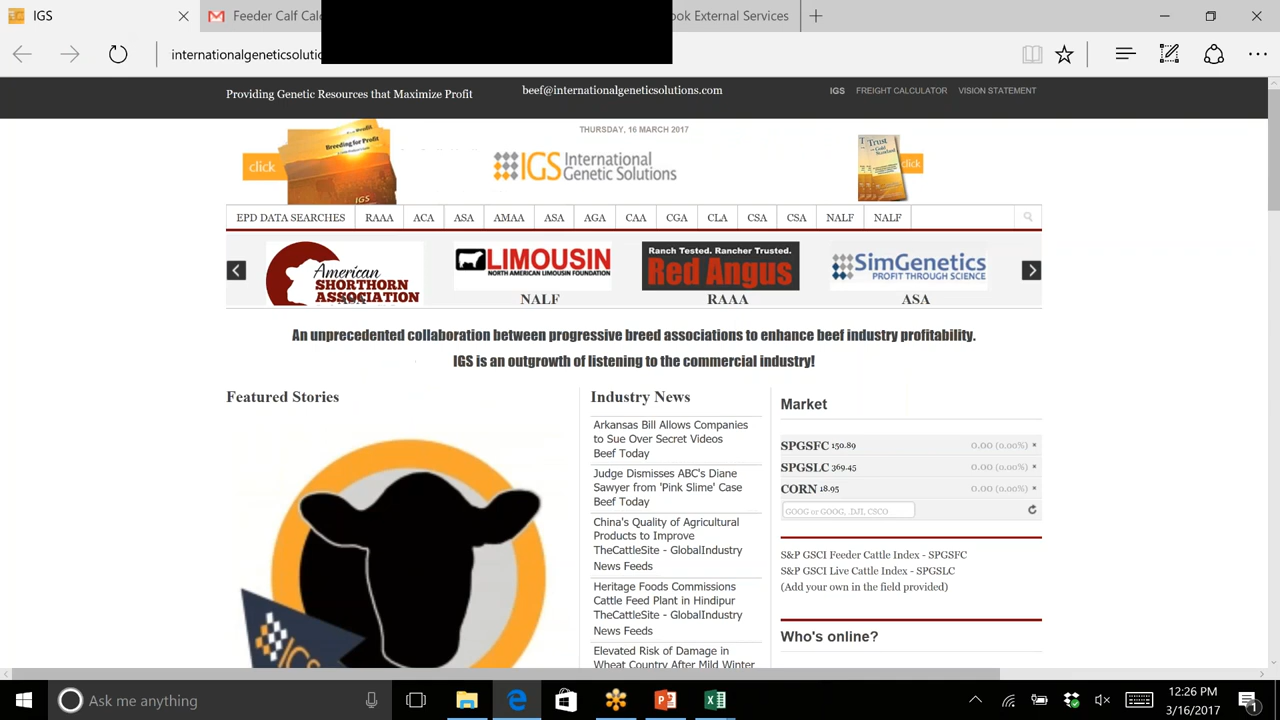 IGS
Feeder Calf Calc
ook External Services
internationalgeneticsolutio
Providing Genetic Resources that Maximize Profit
beef@internationalgeneticsolutions.com
IGS FREIGHT CALCULATOR VISION STATEMENT
THURSDAY, 16 MARCH 2017
click
Breeding for Profit
IGS
IGS International
Genetic Solutions
Trust
click
EPD DATA SEARCHES RAAA ACA ASA AMAA ASA AGA CAA CGA CLA CSA CSA NALF NALF
American
SHORTHORN
ASSOCIATION
ASA
LIMOUSIN
NORTH AMERICAN LIMOUSIN FOUNDATION
NALF
Ranch Tested. Rancher Trusted.
Red Angus
RAAA
SimGenetics
PROFIT THROUGH SCIENCE
ASA
An unprecedented collaboration between progressive breed associations to enhance beef industry profitability.
IGS is an outgrowth of listening to the commercial industry!
Featured Stories
IGS
Industry News
Arkansas Bill Allows Companies
to Sue Over Secret Videos
Beef Today
Judge Dismisses ABC's Diane
Sawyer from 'Pink Slime' Case
Beef Today
China's Quality of Agricultural
Products to Improve
TheCattleSite - GlobalIndustry
News Feeds
Heritage Foods Commissions
Cattle Feed Plant in Hindipur
TheCattleSite - GlobalIndustry
News Feeds
Elevated Risk of Damage in
Wheat Country After Mild Winter
Market
SPGSFC 150.89 0.00 (0.00%) *
SPGSLC 369.45 0.00 (0.00%) *
CORN 18.95 0.00 (0.00%) *
GOOG or GOOG, .DJI, CSCO
S&P GSCI Feeder Cattle Index - SPGSFC
S&P GSCI Live Cattle Index - SPGSLC
(Add your own in the field provided)
Who's online?
Ask me anything
12:26 PM
3/16/2017
1